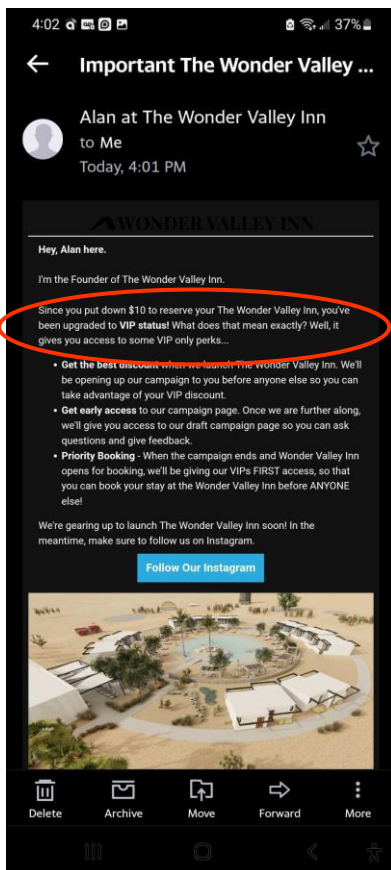 4:02
37%
Important The Wonder Valley ...
Alan at The Wonder Valley Inn
to Me
Today, 4:01 PM
WONDER VALLEY INN
Hey, Alan here.
I'm the Founder of The Wonder Valley Inn.
Since you put down $10 to reserve your The Wonder Valley Inn, you've
been upgraded to VIP status! What does that mean exactly? Well, it
gives you access to some VIP only perks...
• Get the best discount when we launch The Wonder Valley Inn. We'll
be opening up our campaign to you before anyone else so you can
take advantage of your VIP discount.
• Get early access to our campaign page. Once we are further along,
we'll give you access to our draft campaign page so you can ask
questions and give feedback.
• Priority Booking - When the campaign ends and Wonder Valley Inn
opens for booking, we'll be giving our VIPs FIRST access, so that
you can book your stay at the Wonder Valley Inn before ANYONE
else!
We're gearing up to launch The Wonder Valley Inn soon! In the
meantime, make sure to follow us on Instagram.
Follow Our Instagram
Delete Archive Move Forward More